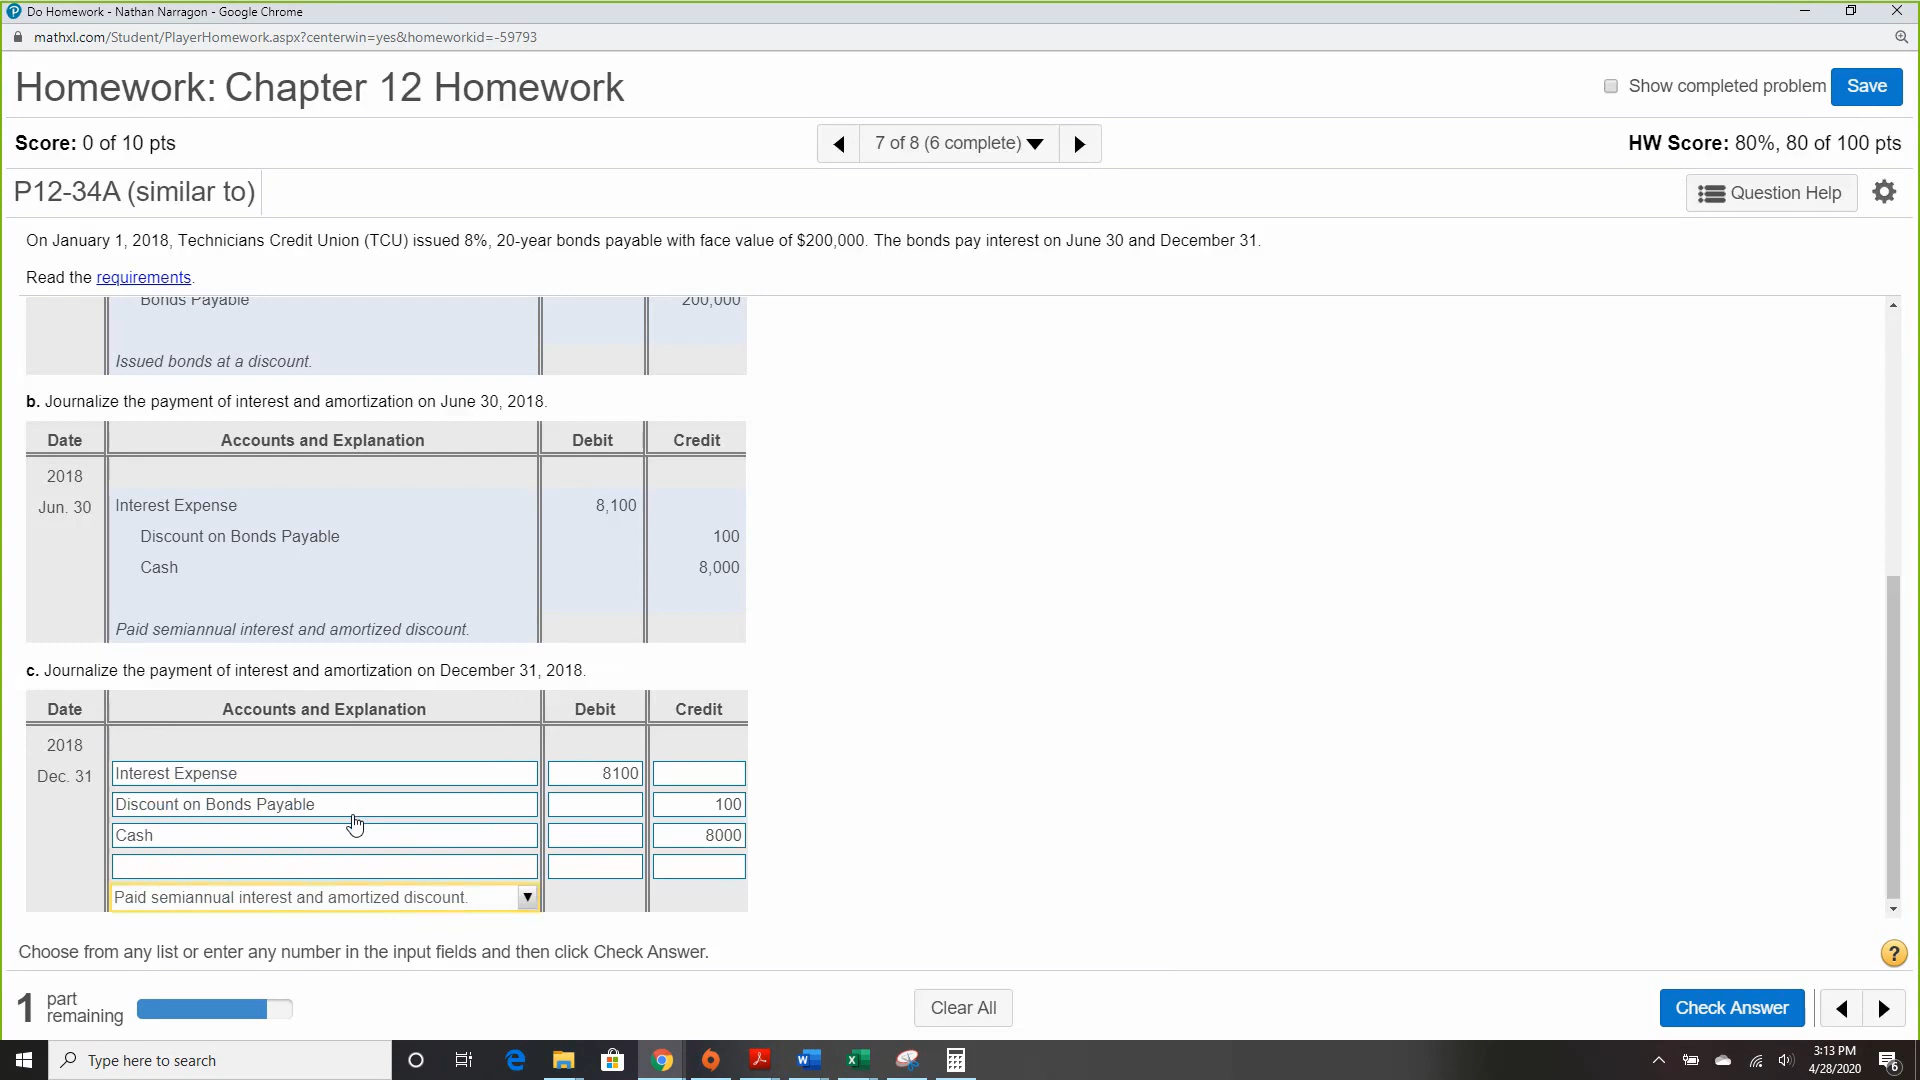 Do Homework - Nathan Narragon - Google Chrome
mathxl.com/Student/PlayerHomework.aspx?centerwin=yes&homeworkid=-59793
Homework: Chapter 12 Homework
Show completed problem Save
Score: 0 of 10 pts
7 of 8 (6 complete)
HW Score: 80%, 80 of 100 pts
P12-34A (similar to)
Question Help
On January 1, 2018, Technicians Credit Union (TCU) issued 8%, 20-year bonds payable with face value of $200,000. The bonds pay interest on June 30 and December 31.
Read the requirements.
Bonds Payable 200,000
Issued bonds at a discount.
b. Journalize the payment of interest and amortization on June 30, 2018.
Date Accounts and Explanation Debit Credit
2018
Jun. 30 Interest Expense 8,100
Discount on Bonds Payable 100
Cash 8,000
Paid semiannual interest and amortized discount.
c. Journalize the payment of interest and amortization on December 31, 2018.
Date Accounts and Explanation Debit Credit
2018
Dec. 31 Interest Expense 8100
Discount on Bonds Payable 100
Cash 8000
Paid semiannual interest and amortized discount.
Choose from any list or enter any number in the input fields and then click Check Answer.
?
1 part remaining
Clear All
Check Answer
Type here to search
3:13 PM
4/28/2020
6